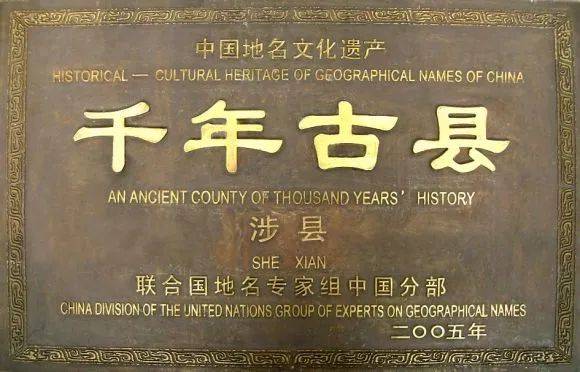 中国地名文化遗产
HISTORICAL — CULTURAL HERITAGE OF GEOGRAPHICAL NAMES OF CHINA
千年古县
AN ANCIENT COUNTY OF THOUSAND YEARS' HISTORY
涉县
SHE XIAN
联合国地名专家组中国分部
CHINA DIVISION OF THE UNITED NATIONS GROUP OF EXPERTS ON GEOGRAPHICAL NAMES
二〇〇五年